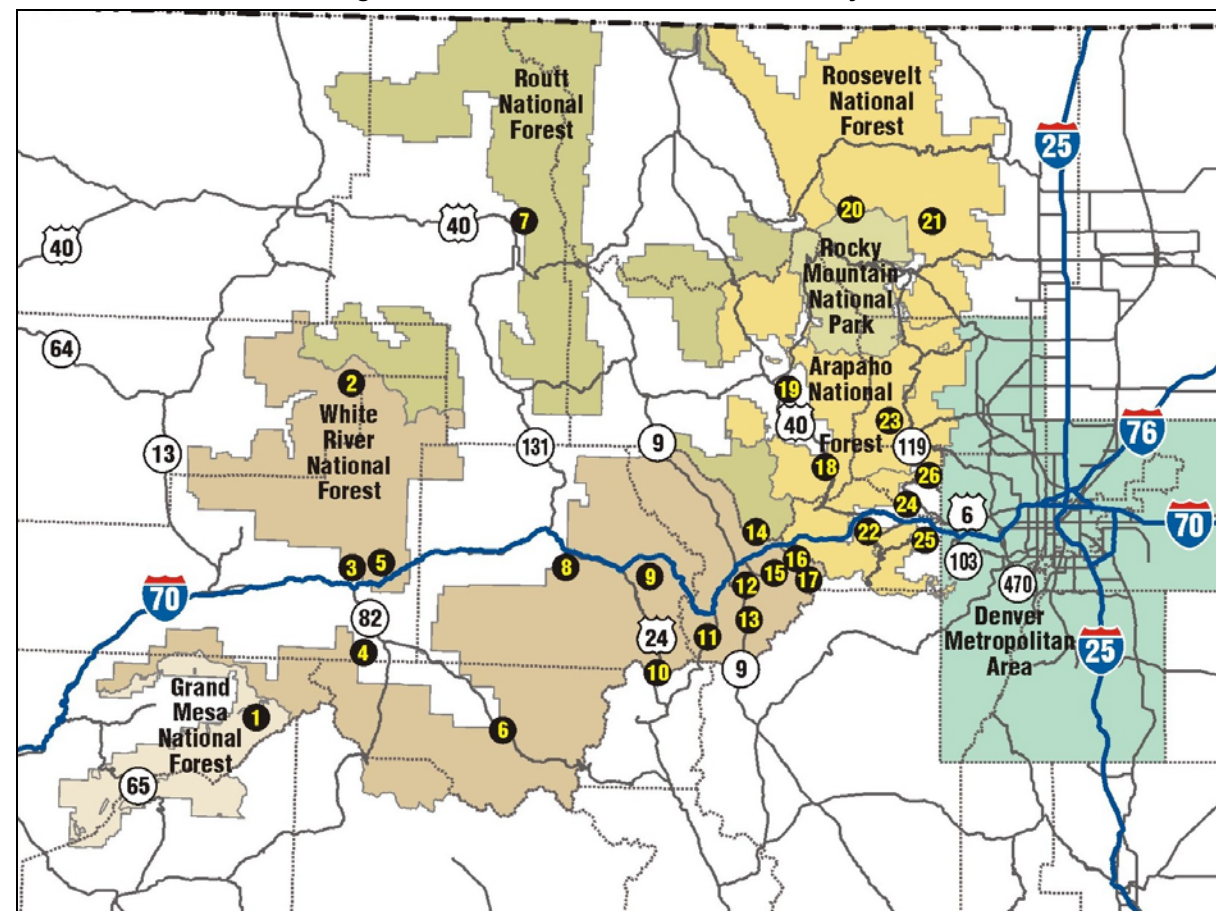 Routt
National
Forest
Roosevelt
National
Forest
25
40
40
7
20
21
Rocky
Mountain
National
Park
64
2
White
River
National
Forest
Arapaho
National
Forest
19
40
23
119
76
13
131
9
18
26
24
6
14
22
25
70
103
3
5
8
9
16
15
17
12
470
70
82
4
24
11
13
Denver
Metropolitan
Area
25
10
9
Grand
Mesa
National
Forest
1
6
65